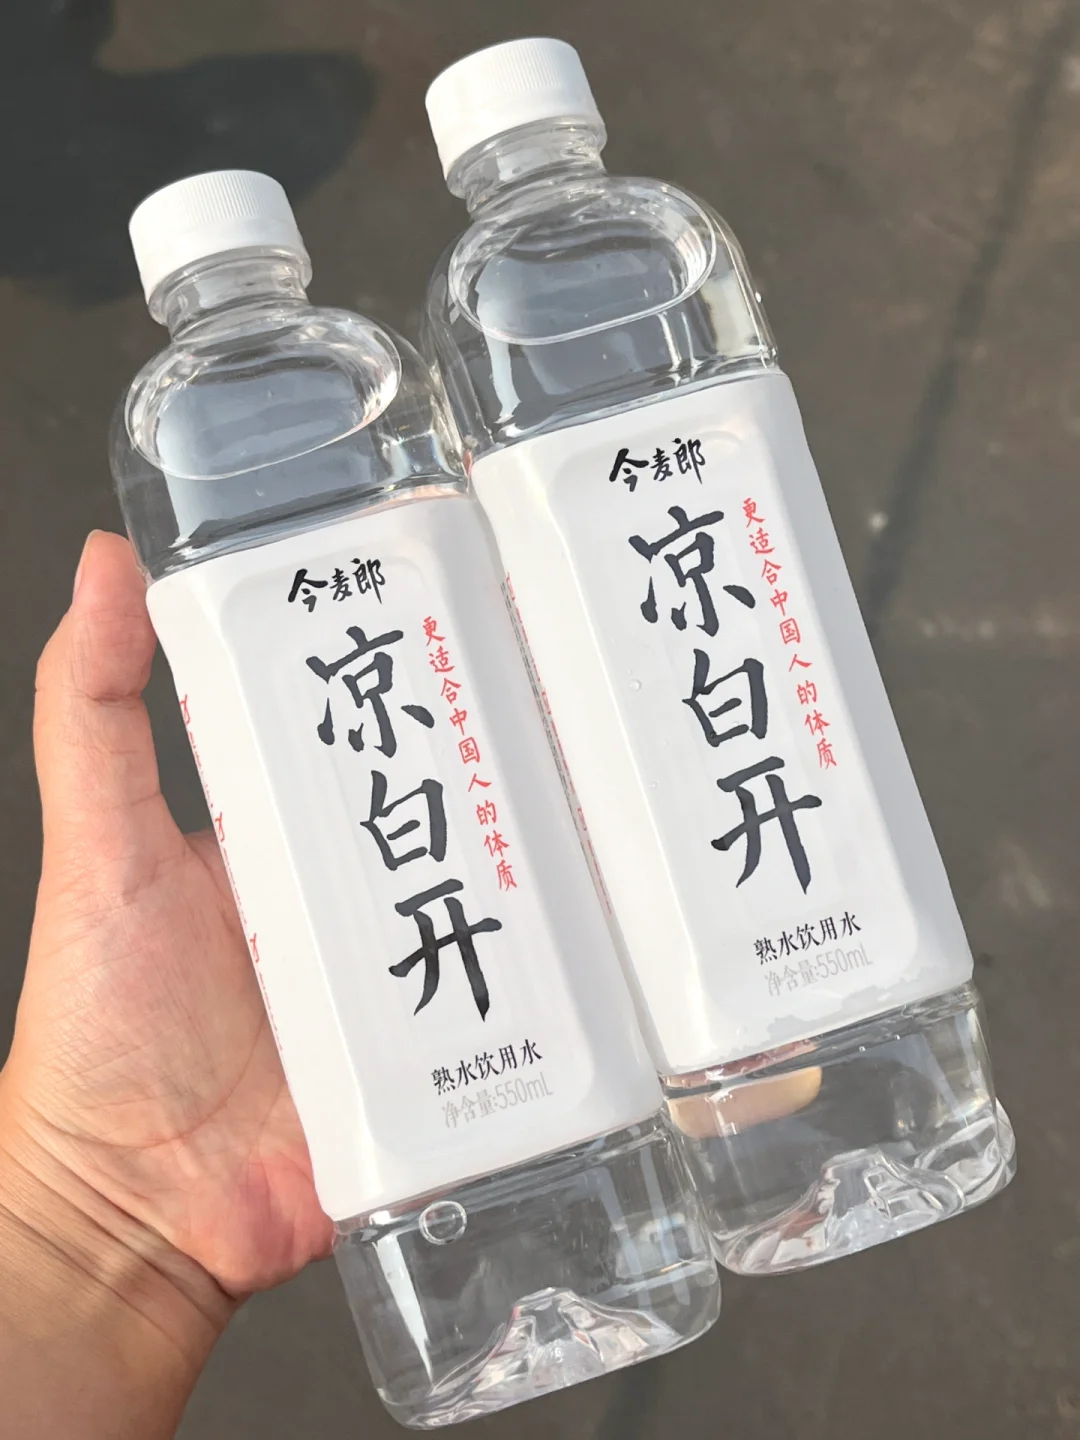 今麦郎
凉白开
更适合中国人的体质
熟水饮用水
净含量:550mL
今麦郎
凉白开
更适合中国人的体质
熟水饮用水
净含量:550mL